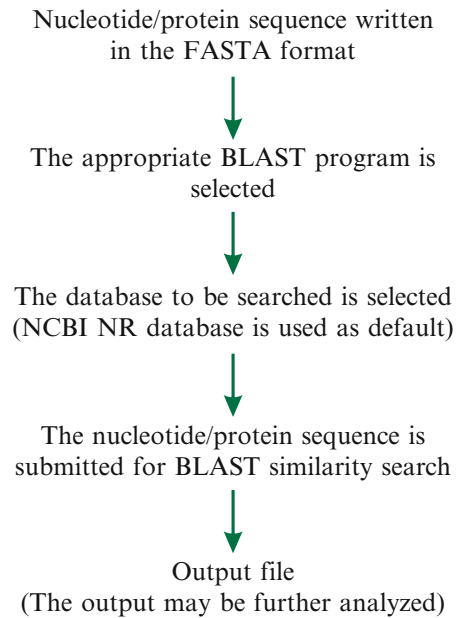 Nucleotide/protein sequence written
in the FASTA format
The appropriate BLAST program is
selected
The database to be searched is selected
(NCBI NR database is used as default)
The nucleotide/protein sequence is
submitted for BLAST similarity search
Output file
(The output may be further analyzed)